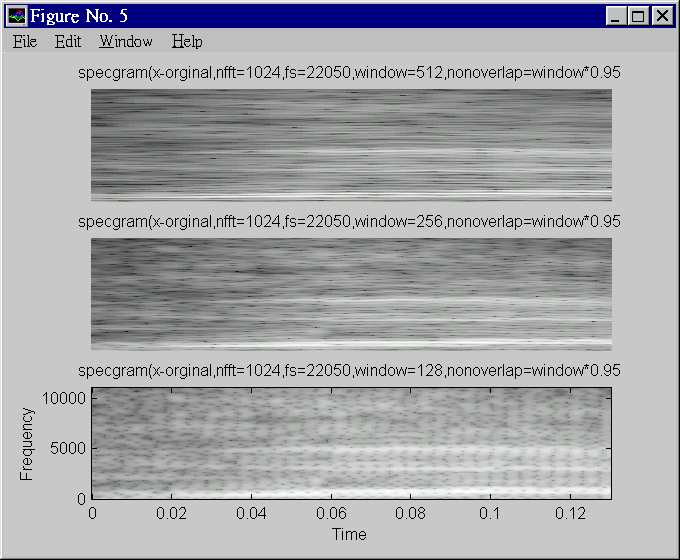 Figure No. 5
File Edit Window Help
specgram(x-orginal,nfft=1024,fs=22050,window=512,nonoverlap=window*0.95
specgram(x-orginal,nfft=1024,fs=22050,window=256,nonoverlap=window*0.95
specgram(x-orginal,nfft=1024,fs=22050,window=128,nonoverlap=window*0.95
10000
5000
0
Frequency
0 0.02 0.04 0.06 0.08 0.1 0.12
Time